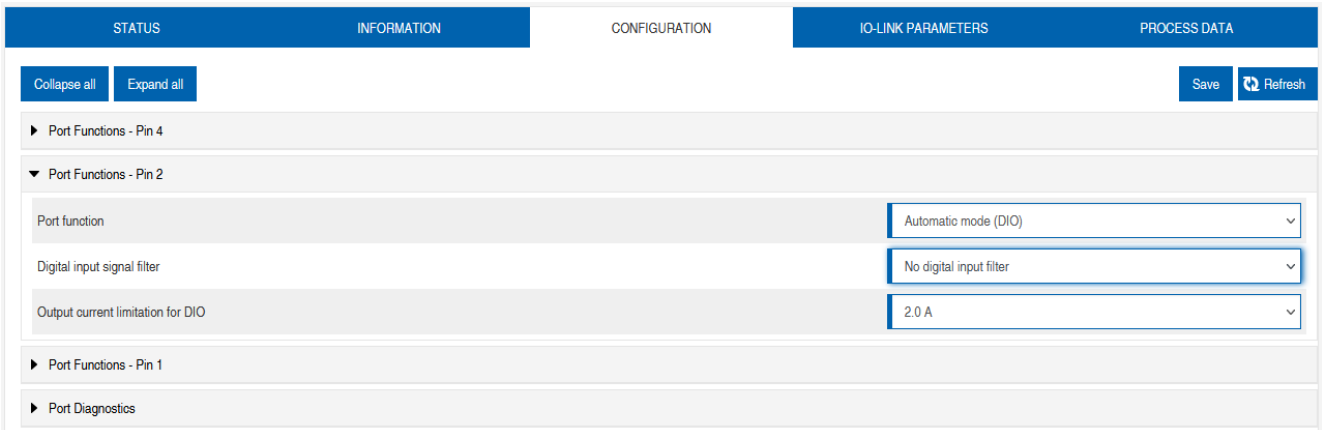 STATUS INFORMATION CONFIGURATION IO-LINK PARAMETERS PROCESS DATA
Collapse all Expand all Save Refresh
Port Functions - Pin 4
Port Functions - Pin 2
Port function Automatic mode (DIO)
Digital input signal filter No digital input filter
Output current limitation for DIO 2.0 A
Port Functions - Pin 1
Port Diagnostics